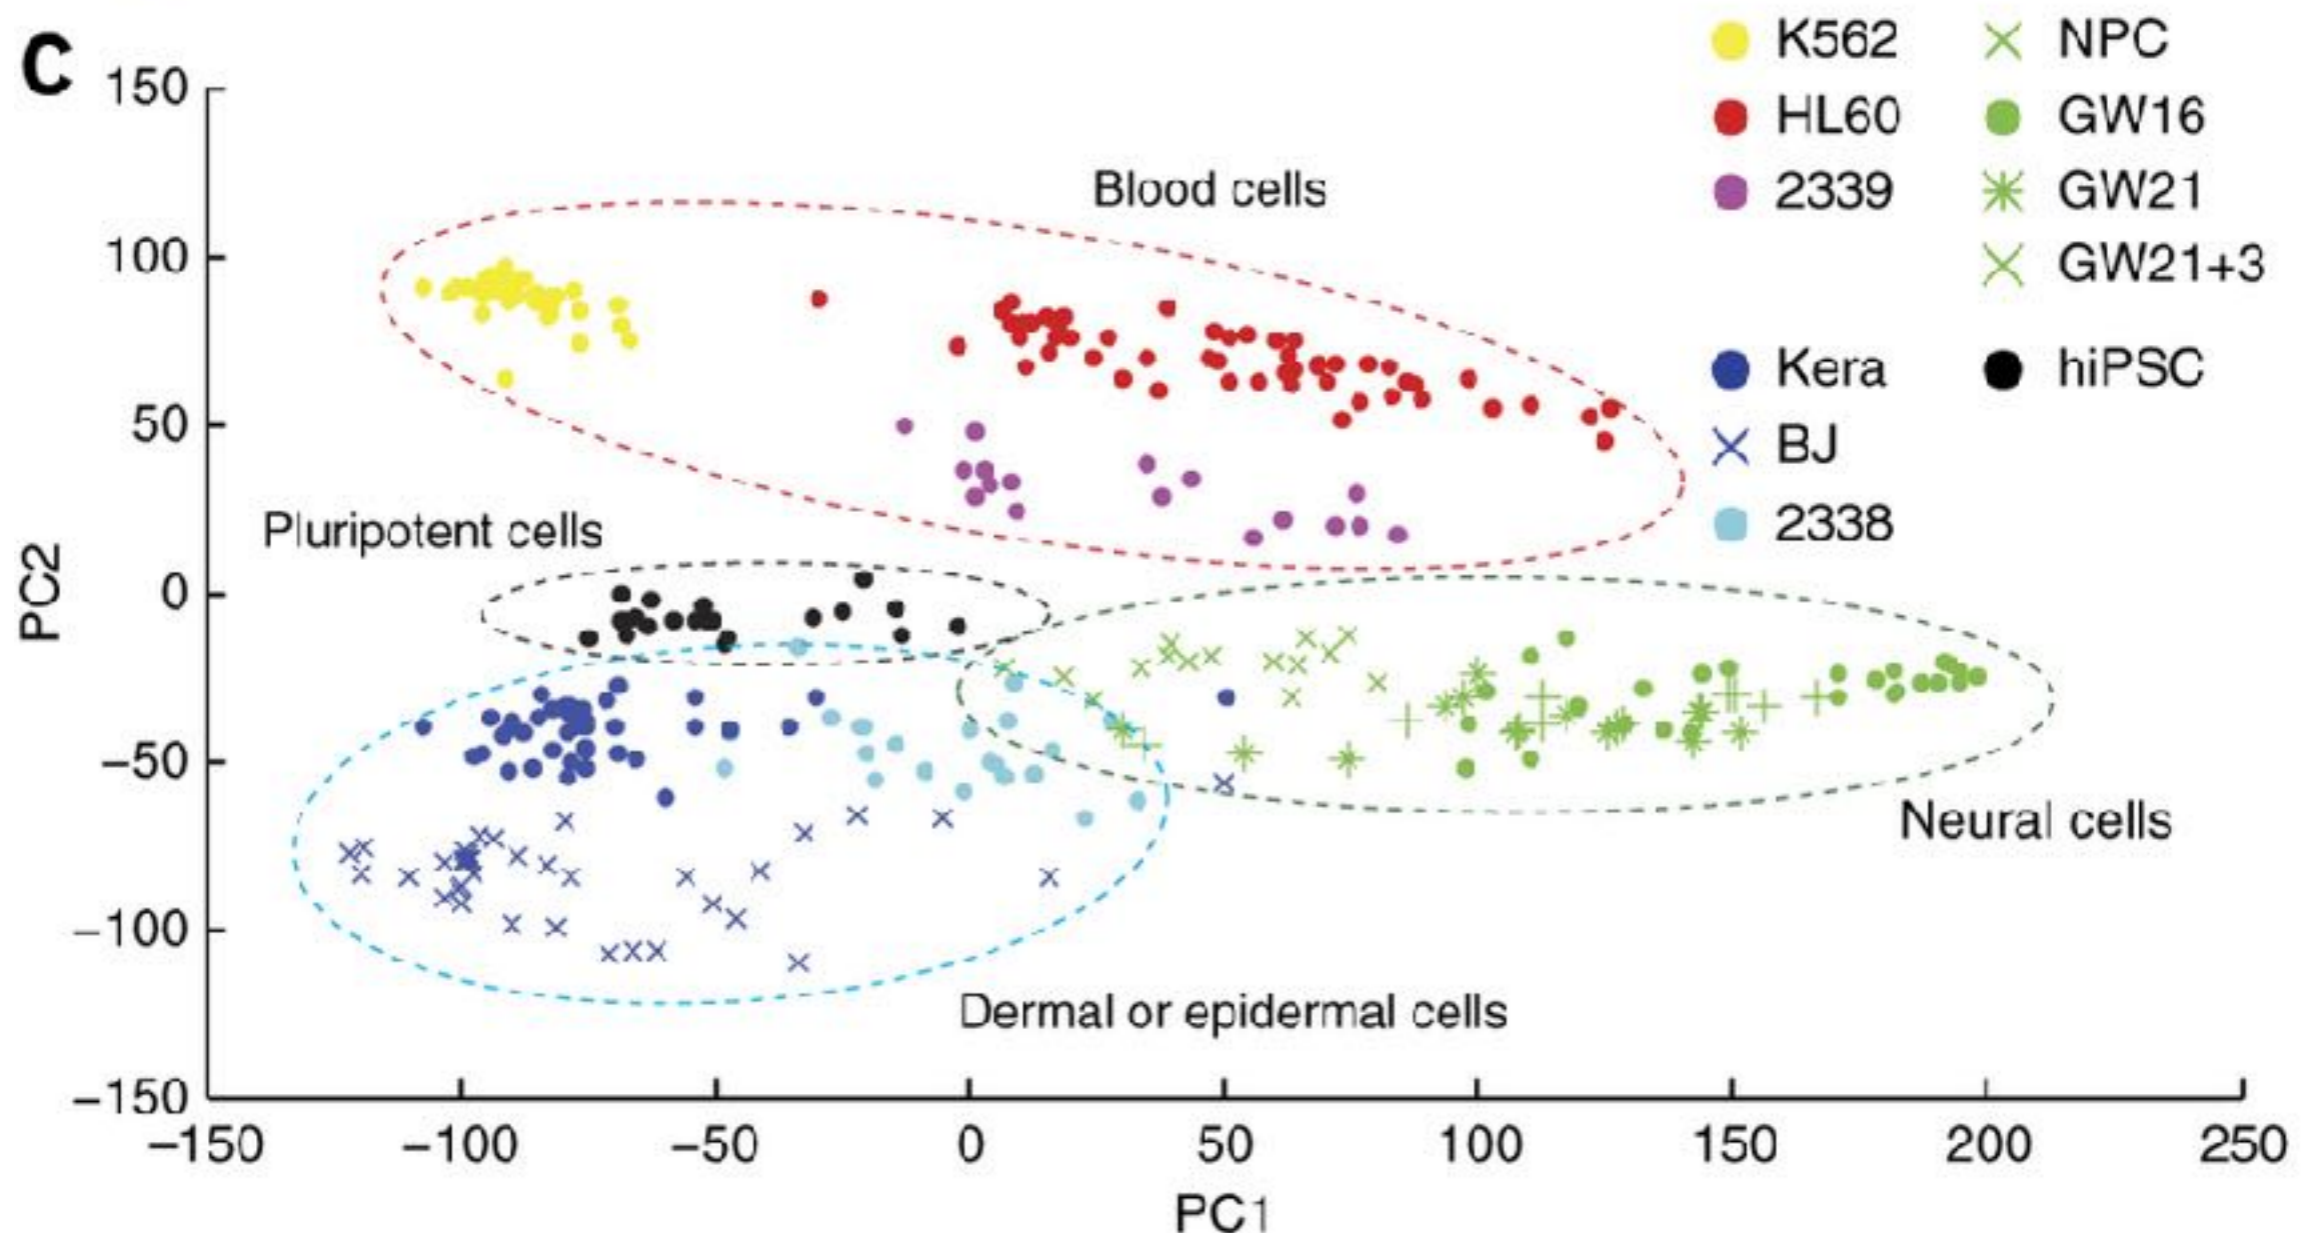 C
K562
HL60
2339
Kera
BJ
2338
NPC
GW16
GW21
GW21+3
hiPSC
Blood cells
Pluripotent cells
Neural cells
Dermal or epidermal cells
PC2
150
100
50
0
−50
−100
−150
−150 −100 −50 0 50 100 150 200 250
PC1